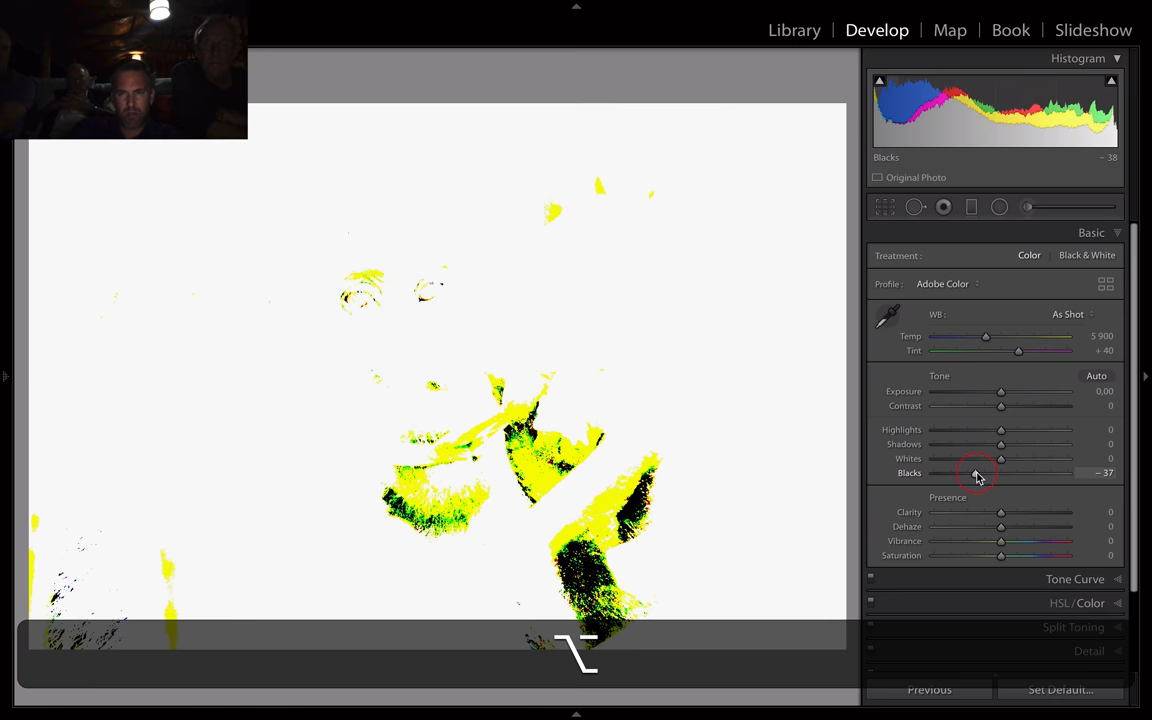 Library | Develop | Map | Book | Slideshow
Histogram
Blacks − 38
Original Photo
Basic
Treatment : Color | Black & White
Profile : Adobe Color
WB : As Shot
Temp 5 900
Tint + 40
Tone Auto
Exposure 0,00
Contrast 0
Highlights 0
Shadows 0
Whites 0
Blacks − 37
Presence
Clarity 0
Dehaze 0
Vibrance 0
Saturation 0
Tone Curve
HSL / Color
Split Toning
Detail
⌥
Previous Set Default...